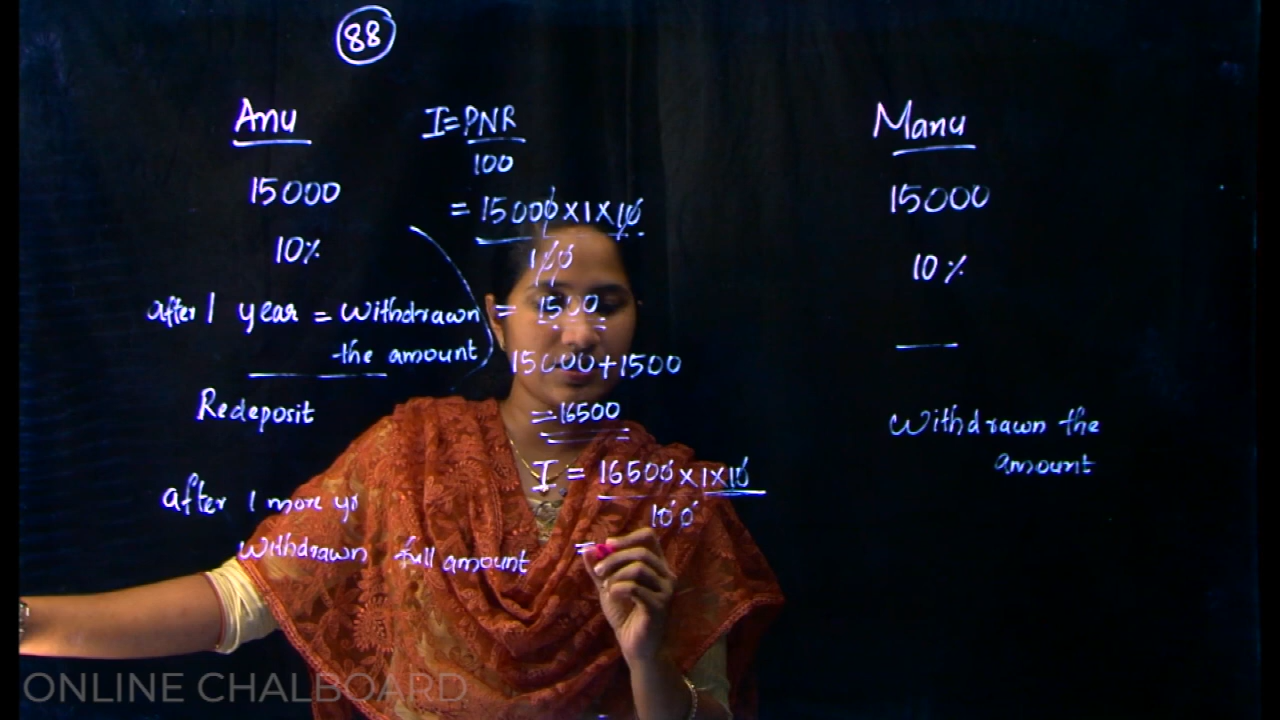 88
Anu
15000
10%
after 1 year = withdrawn
the amount
Redeposit
after 1 more yr
withdrawn full amount
I = PNR
100
= 15000 × 1 × 10
100
= 1500
15000 + 1500
= 16500
I = 16500 × 1 × 10
100
=
Manu
15000
10%
withdrawn the
amount
ONLINE CHALBOARD